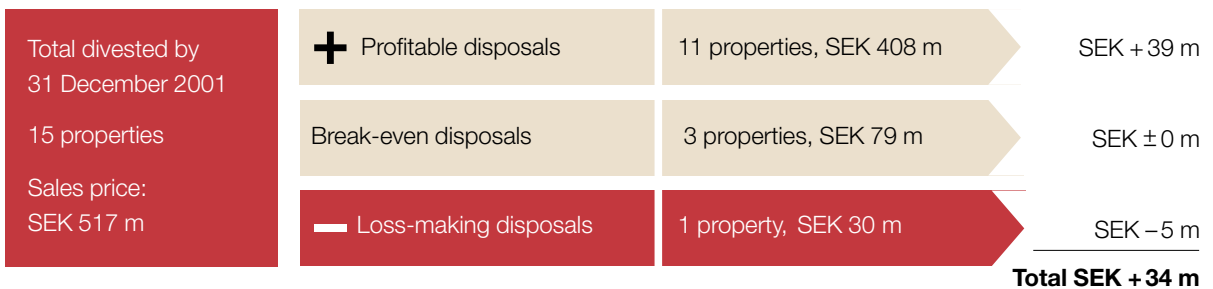 Total divested by
31 December 2001
15 properties
Sales price:
SEK 517 m
+ Profitable disposals
11 properties, SEK 408 m
SEK +39 m
Break-even disposals
3 properties, SEK 79 m
SEK ±0 m
– Loss-making disposals
1 property, SEK 30 m
SEK –5 m
Total SEK +34 m